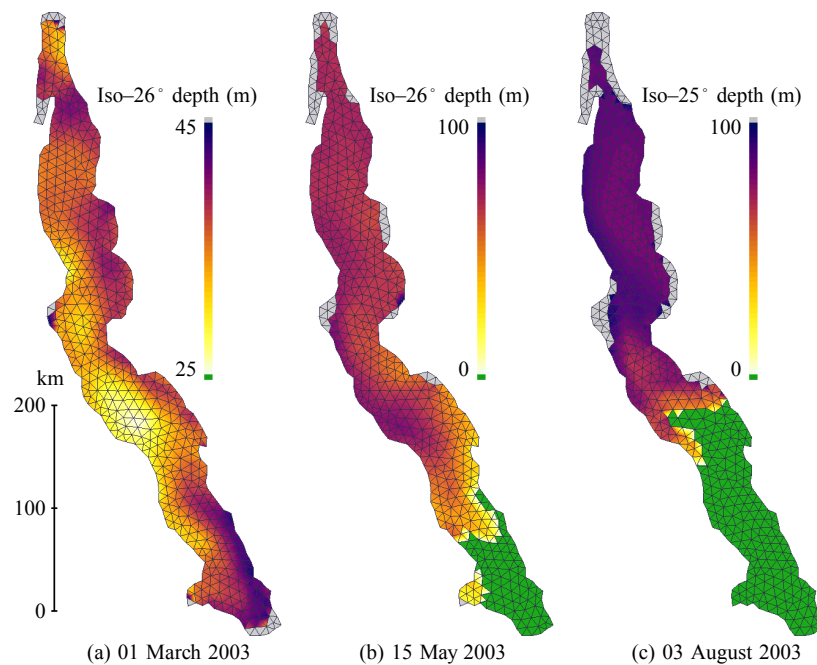 Iso–26° depth (m)
Iso–26° depth (m)
Iso–25° depth (m)
45
100
100
25
0
0
km
200
100
0
(a) 01 March 2003
(b) 15 May 2003
(c) 03 August 2003